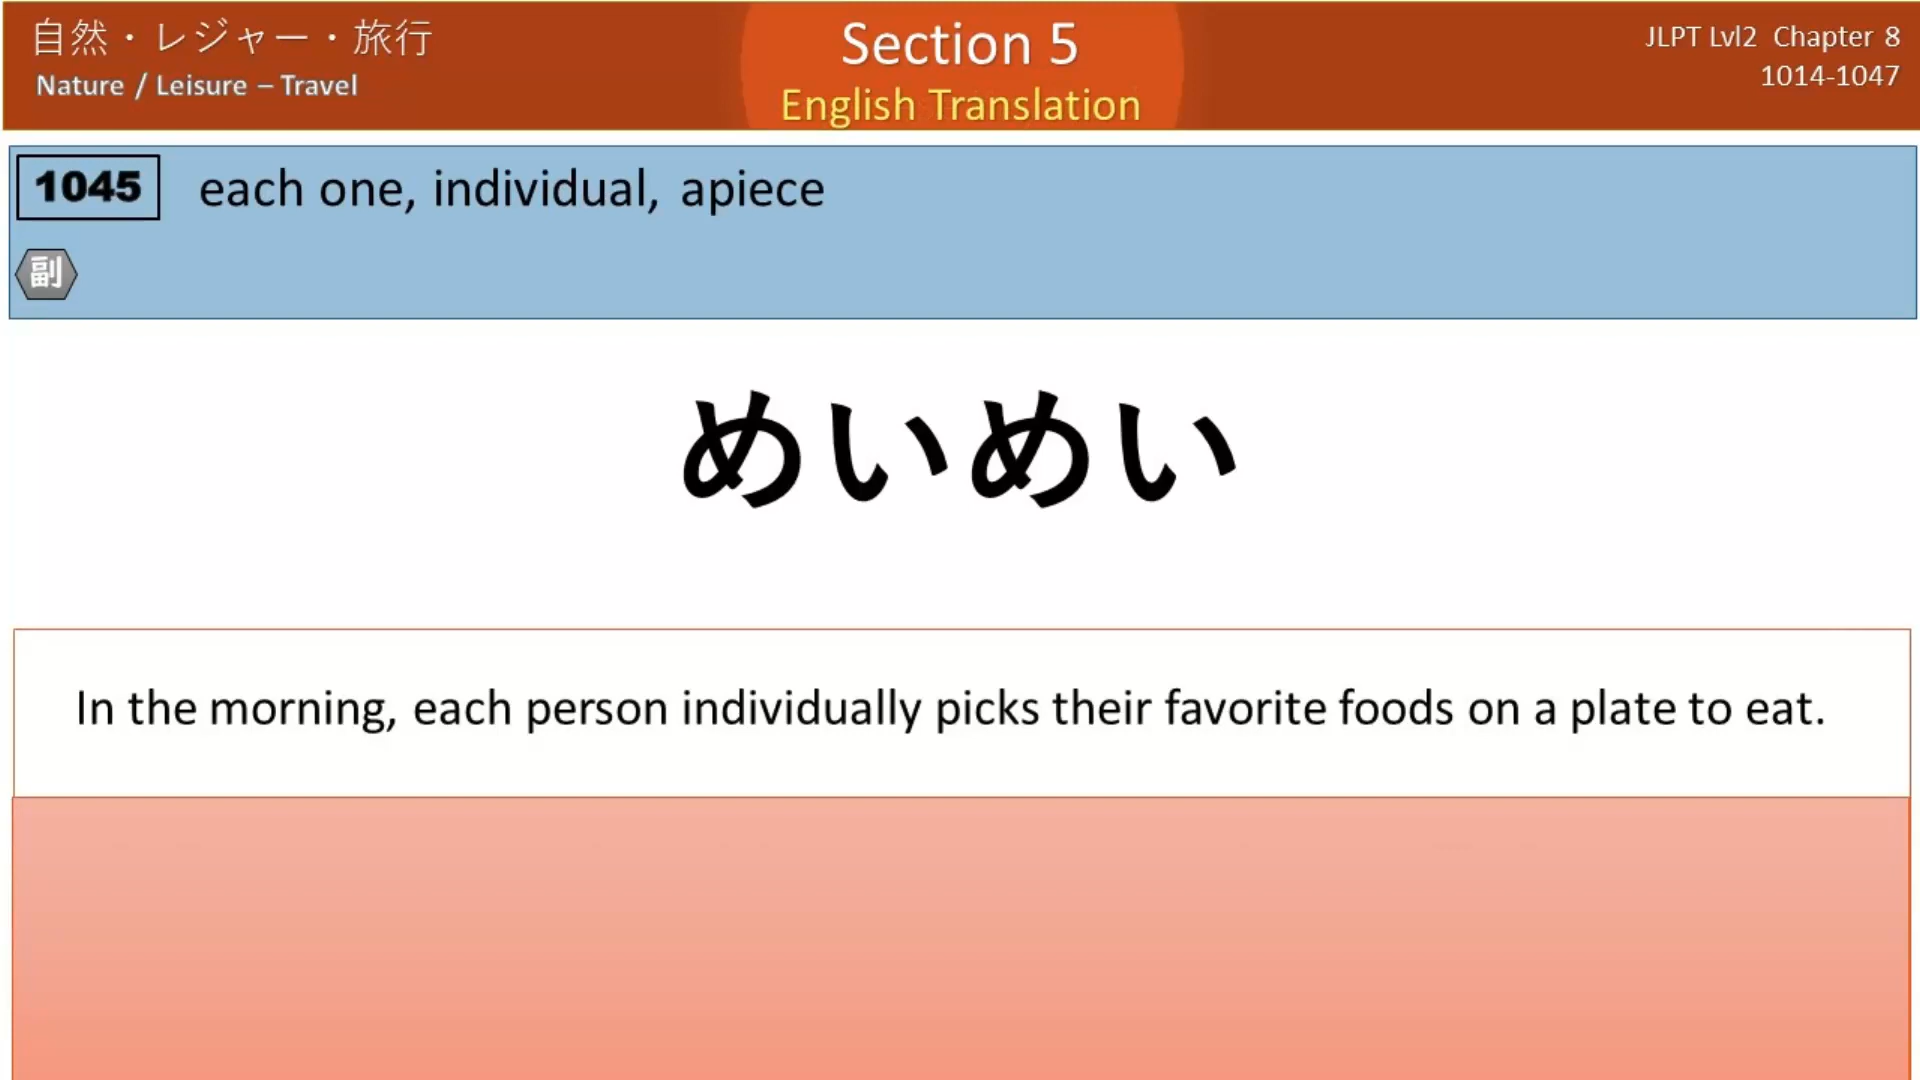 自然・レジャー・旅行
Nature / Leisure – Travel
Section 5
English Translation
JLPT Lvl2 Chapter 8
1014-1047
1045 each one, individual, apiece
副
めいめい
In the morning, each person individually picks their favorite foods on a plate to eat.